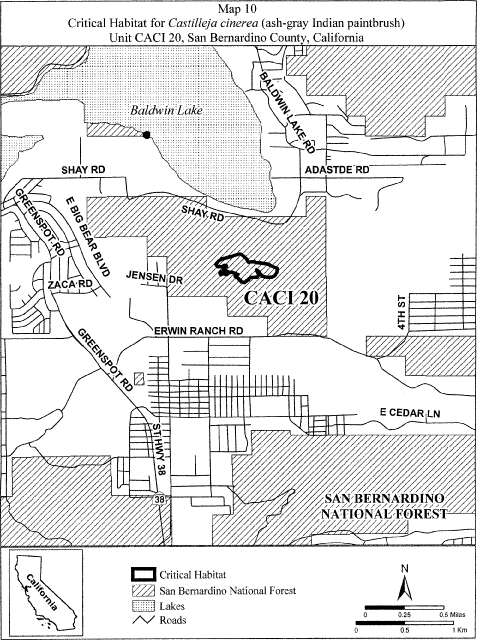 Map 10
Critical Habitat for Castilleja cinerea (ash-gray Indian paintbrush)
Unit CACI 20, San Bernardino County, California
Baldwin Lake
BALDWIN LAKE RD
SHAY RD
ADASTDE RD
SHAY RD
GREENSPOT RD
E BIG BEAR BLVD
JENSEN DR
ZACA RD
CACI 20
4TH ST
ERWIN RANCH RD
GREENSPOT RD
E CEDAR LN
ST HWY 38
38
SAN BERNARDINO
NATIONAL FOREST
California
Critical Habitat
San Bernardino National Forest
Lakes
Roads
N
0 0.25 0.5 Miles
0 0.5 1 Km